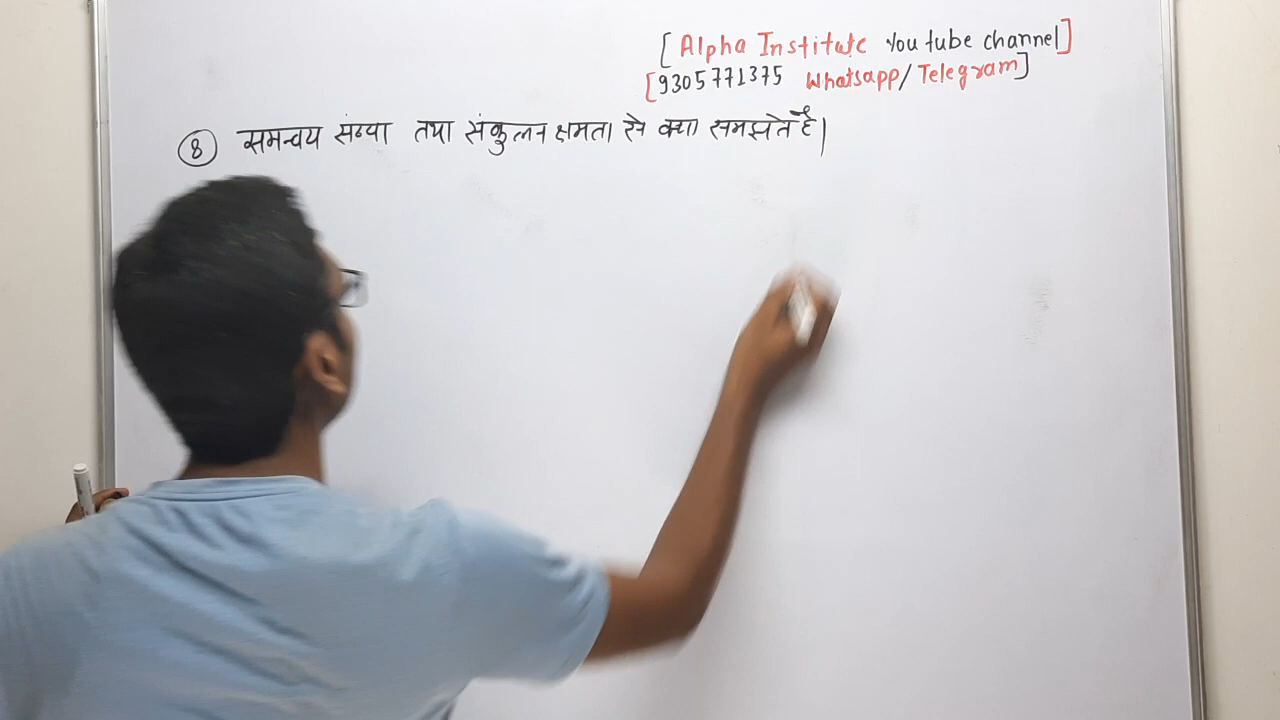 [ Alpha Institute You tube channel ]
[ 9305771375 Whatsapp / Telegram ]
8 समन्वय संख्या तथा संकुलन क्षमता से क्या समझते है।